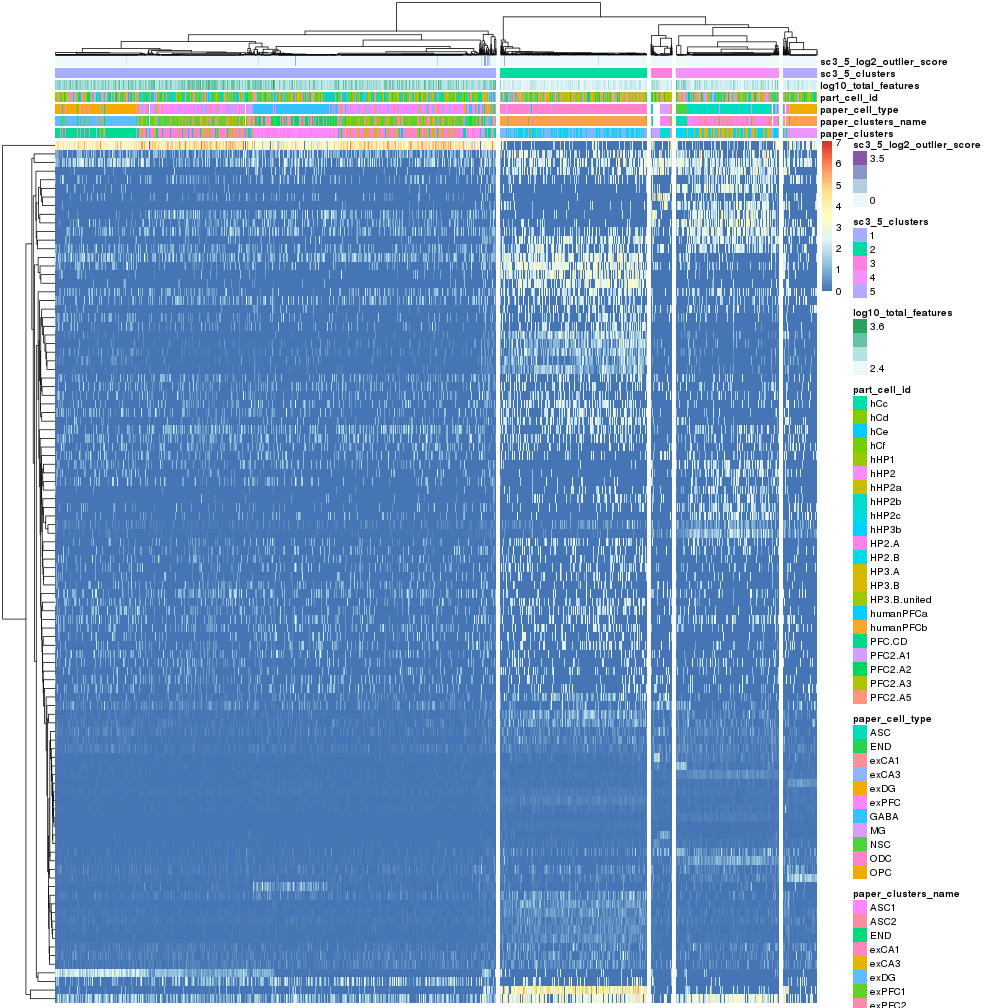 sc3_5_log2_outlier_score
sc3_5_clusters
log10_total_features
part_cell_id
paper_cell_type
paper_clusters_name
paper_clusters
7
6
5
4
3
2
1
0
sc3_5_log2_outlier_score
3.5
0
sc3_5_clusters
1
2
3
4
5
log10_total_features
3.6
2.4
part_cell_id
hCc
hCd
hCe
hCf
hHP1
hHP2
hHP2a
hHP2b
hHP2c
hHP3b
HP2.A
HP2.B
HP3.A
HP3.B
HP3.B.united
humanPFCa
humanPFCb
PFC.CD
PFC2.A1
PFC2.A2
PFC2.A3
PFC2.A5
paper_cell_type
ASC
END
exCA1
exCA3
exDG
exPFC
GABA
MG
NSC
ODC
OPC
paper_clusters_name
ASC1
ASC2
END
exCA1
exCA3
exDG
exPFC1
exPFC2